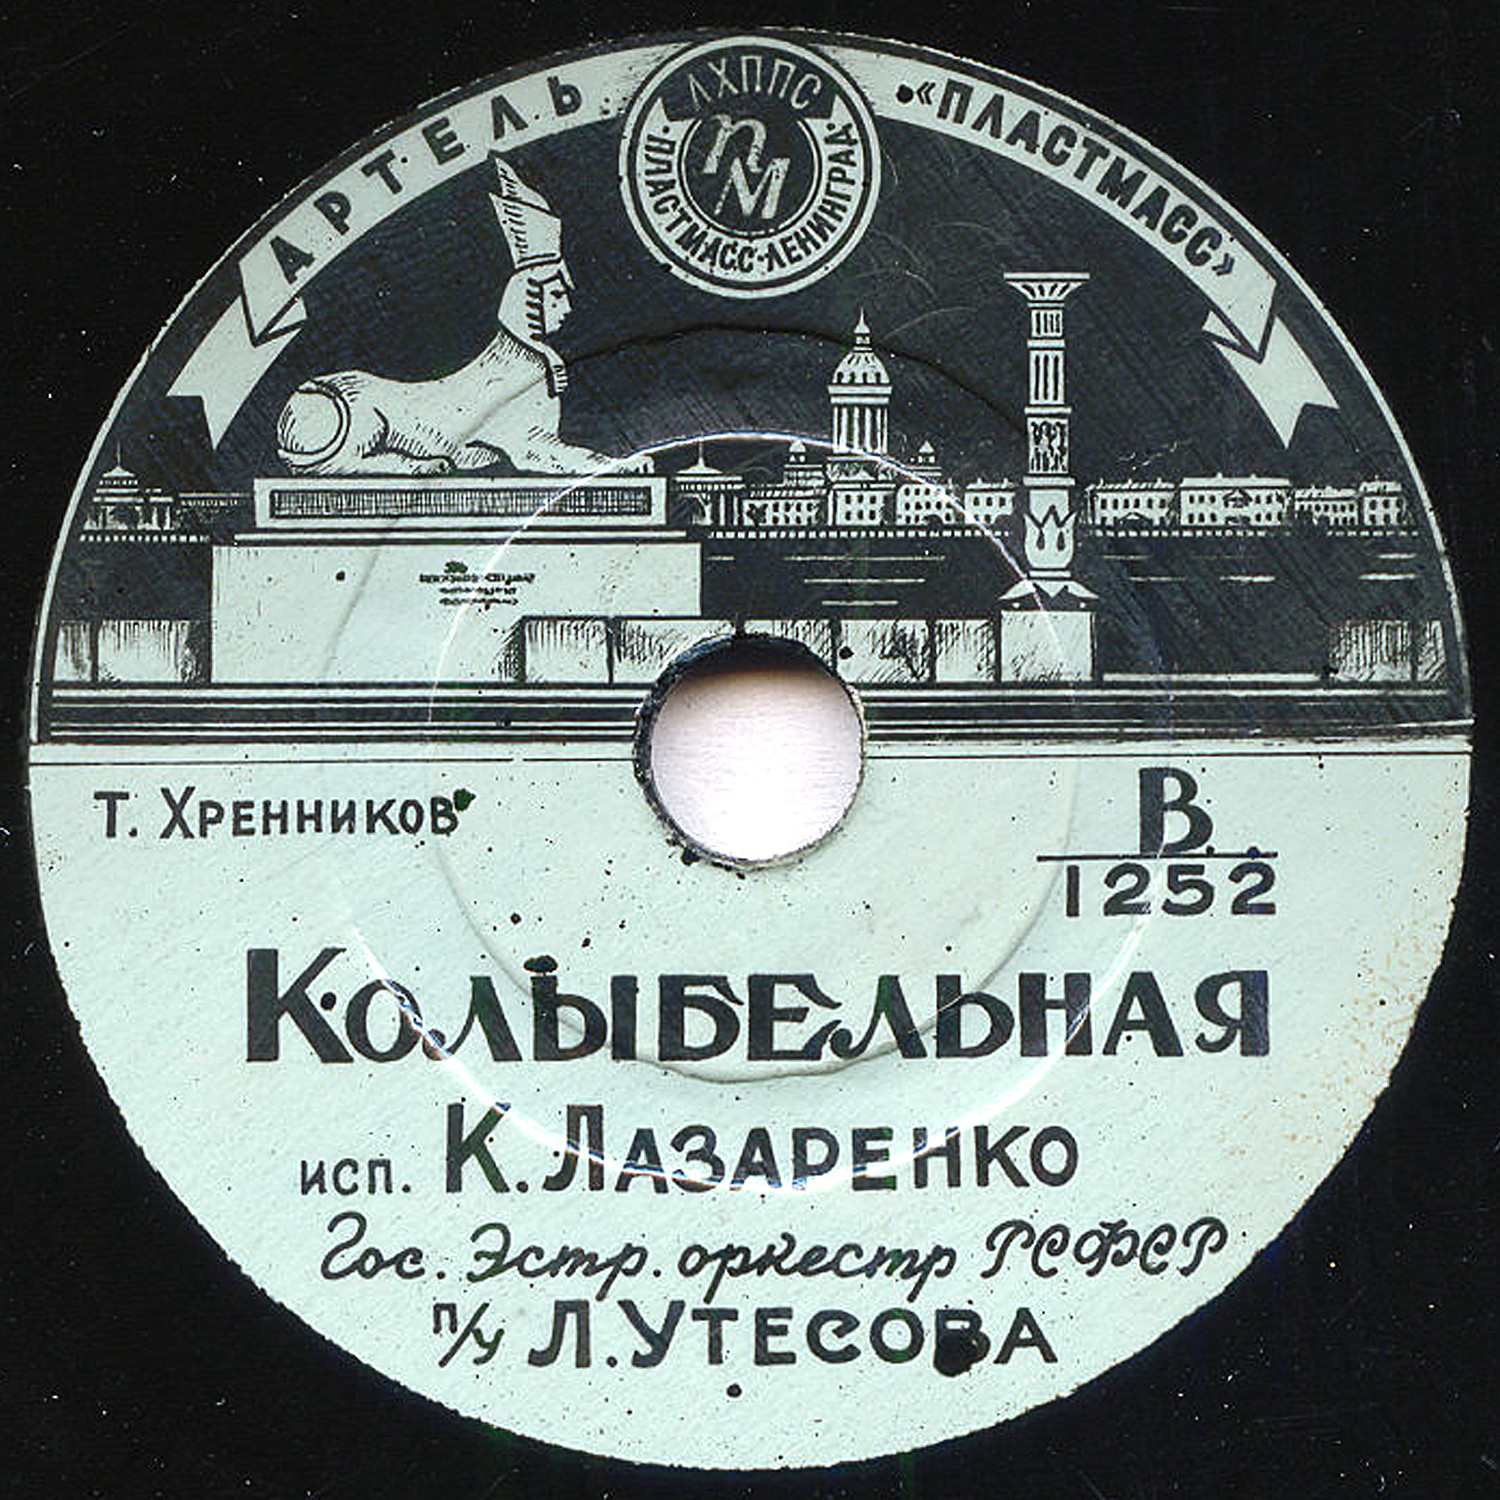 АРТЕЛЬ «ПЛАСТМАСС»
ЛХППС
ПМ
ПЛАСТМАСС-ЛЕНИНГРАД
Т. ХРЕННИКОВ
В.
1252
КОЛЫБЕЛЬНАЯ
исп. К. ЛАЗАРЕНКО
Гос. Эстр. оркестр РСФСР
п/у Л. УТЕСОВА